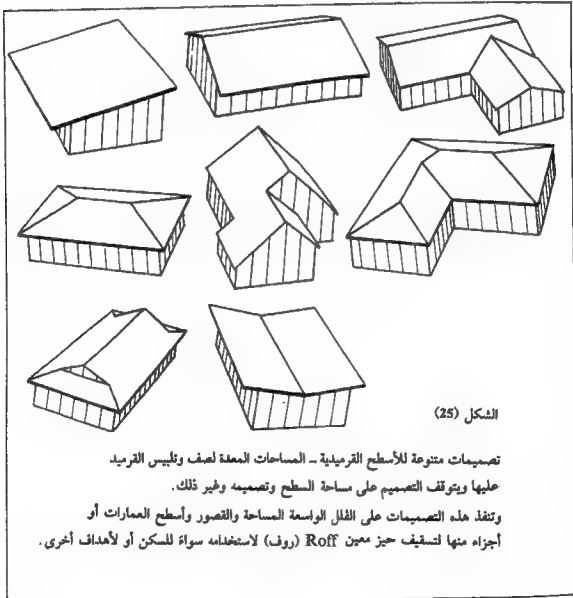 الشكل (25)
تصميمات متنوعة للأسطح القرميدية ــ المساحات المعدة لصف وتلبيس القرميد
عليها ويتوقف التصميم على مساحة السطح وتصميمه وغير ذلك.
وتنفذ هذه التصميمات على الفلل الواسعة المساحة والقصور وأسطح العمارات أو
أجزاء منها لتسقيف حيز معين Roff (روف) لاستخدامه سواءً للسكن أو لأهداف أخرى.